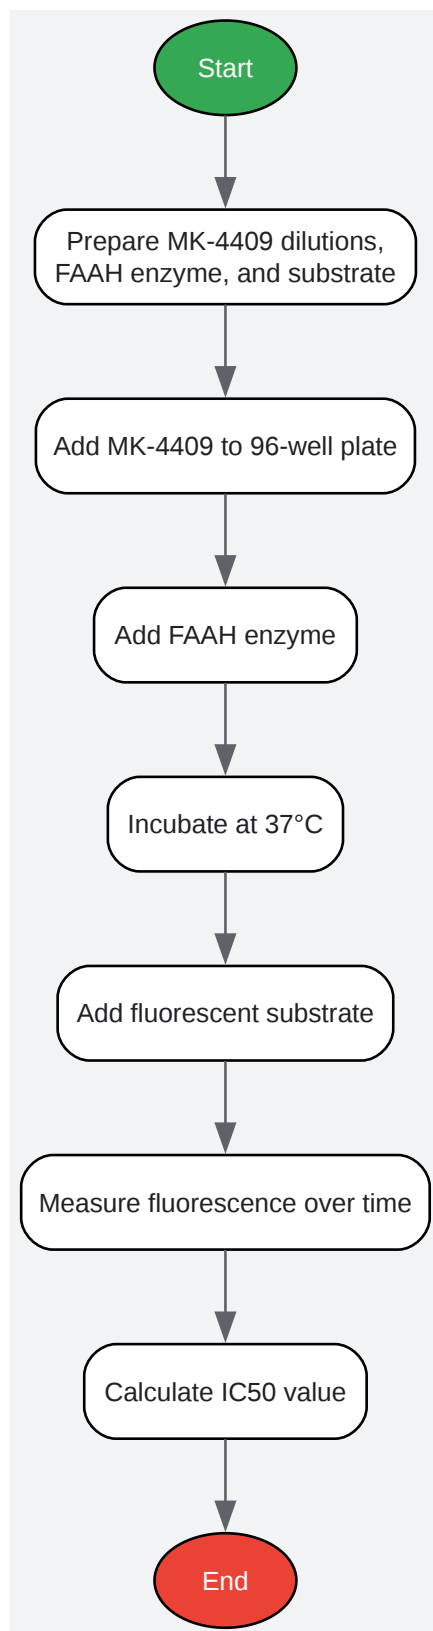 Start
Prepare MK-4409 dilutions,
FAAH enzyme, and substrate
Add MK-4409 to 96-well plate
Add FAAH enzyme
Incubate at 37°C
Add fluorescent substrate
Measure fluorescence over time
Calculate IC50 value
End